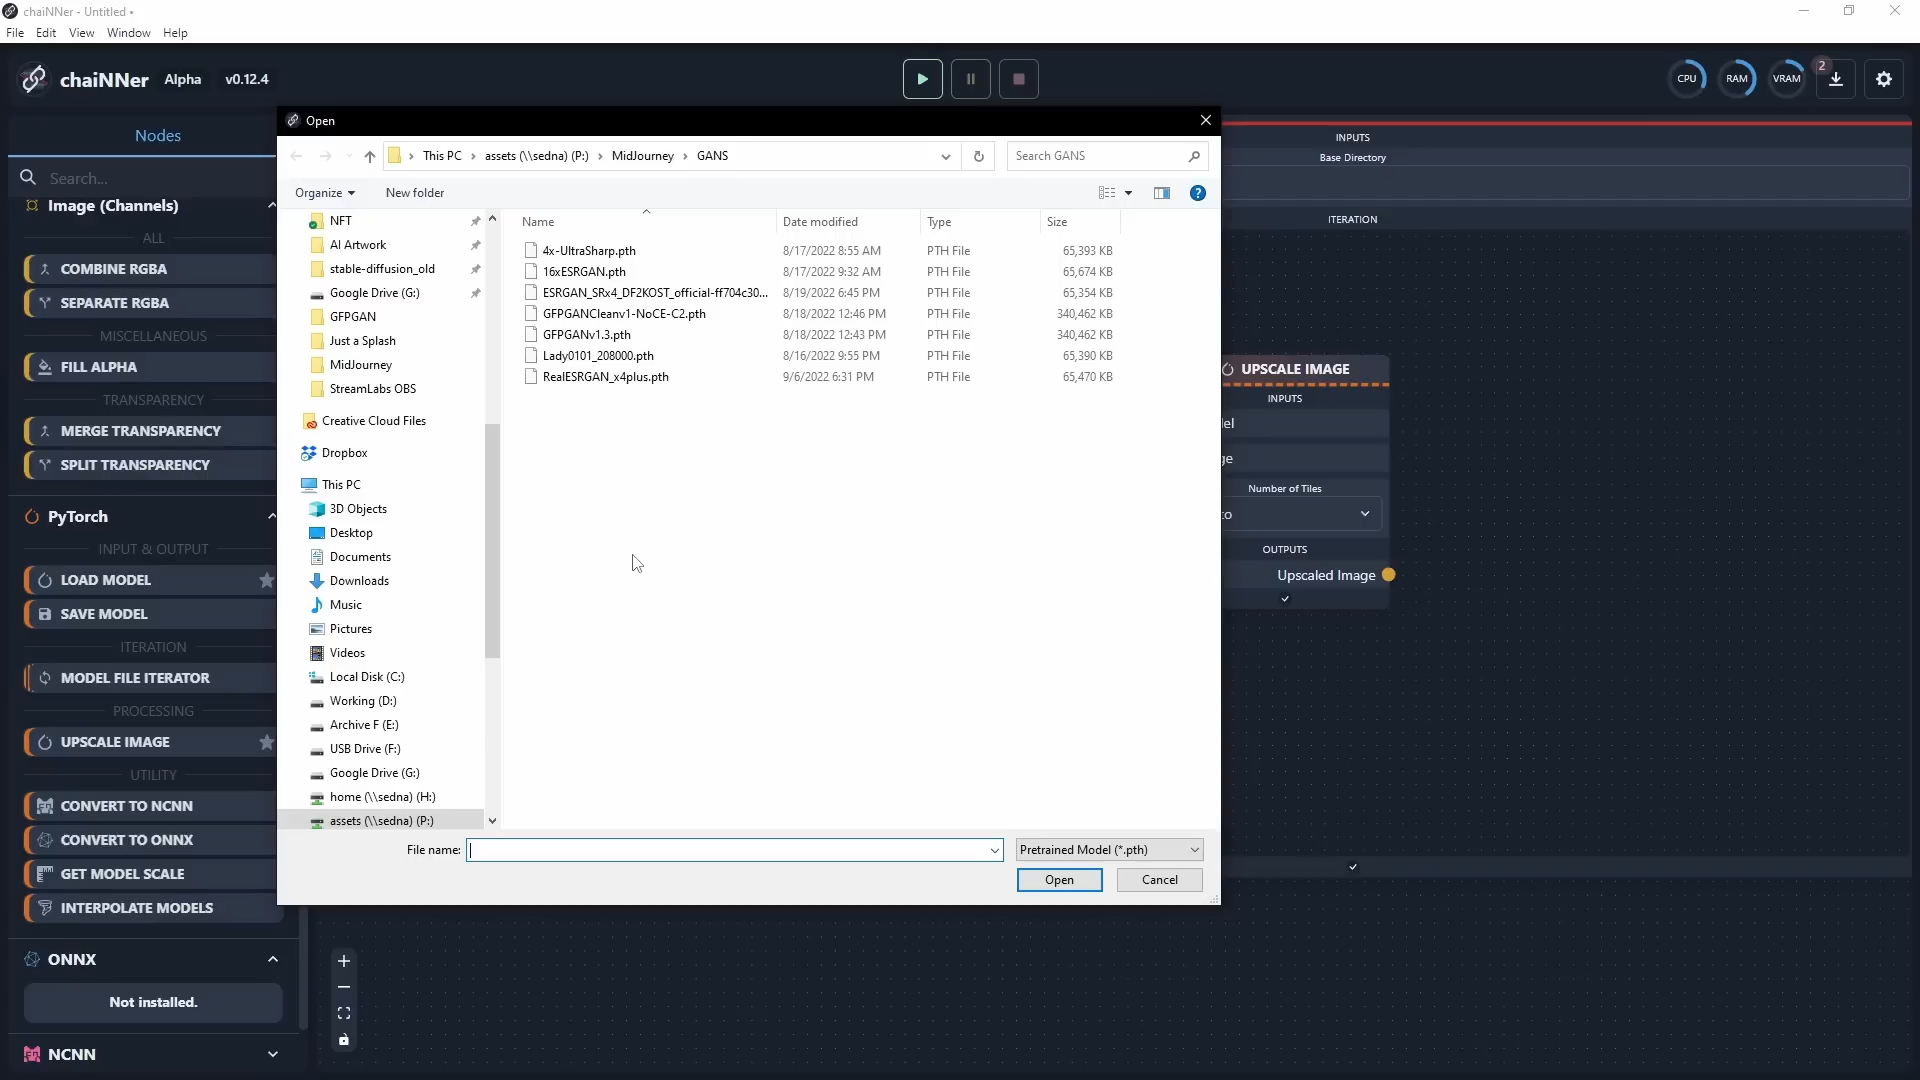 chaiNNer - Untitled •
File Edit View Window Help
chaiNNer Alpha v0.12.4
CPU RAM VRAM 2
Nodes
Search...
Image (Channels)
ALL
COMBINE RGBA
SEPARATE RGBA
MISCELLANEOUS
FILL ALPHA
TRANSPARENCY
MERGE TRANSPARENCY
SPLIT TRANSPARENCY
PyTorch
INPUT & OUTPUT
LOAD MODEL
SAVE MODEL
ITERATION
MODEL FILE ITERATOR
PROCESSING
UPSCALE IMAGE
UTILITY
CONVERT TO NCNN
CONVERT TO ONNX
GET MODEL SCALE
INTERPOLATE MODELS
ONNX
Not installed.
NCNN
Open
This PC › assets (\\sedna) (P:) › MidJourney › GANS
Search GANS
Organize New folder
NFT
AI Artwork
stable-diffusion_old
Google Drive (G:)
GFPGAN
Just a Splash
MidJourney
StreamLabs OBS
Creative Cloud Files
Dropbox
This PC
3D Objects
Desktop
Documents
Downloads
Music
Pictures
Videos
Local Disk (C:)
Working (D:)
Archive F (E:)
USB Drive (F:)
Google Drive (G:)
home (\\sedna) (H:)
assets (\\sedna) (P:)
Name Date modified Type Size
4x-UltraSharp.pth 8/17/2022 8:55 AM PTH File 65,393 KB
16xESRGAN.pth 8/17/2022 9:32 AM PTH File 65,674 KB
ESRGAN_SRx4_DF2KOST_official-ff704c30... 8/19/2022 6:45 PM PTH File 65,354 KB
GFPGANCleanv1-NoCE-C2.pth 8/18/2022 12:46 PM PTH File 340,462 KB
GFPGANv1.3.pth 8/18/2022 12:43 PM PTH File 340,462 KB
Lady0101_208000.pth 8/16/2022 9:55 PM PTH File 65,390 KB
RealESRGAN_x4plus.pth 9/6/2022 6:31 PM PTH File 65,470 KB
File name:
Pretrained Model (*.pth)
Open Cancel
INPUTS
Base Directory
ITERATION
UPSCALE IMAGE
INPUTS
el
ge
Number of Tiles
to
OUTPUTS
Upscaled Image